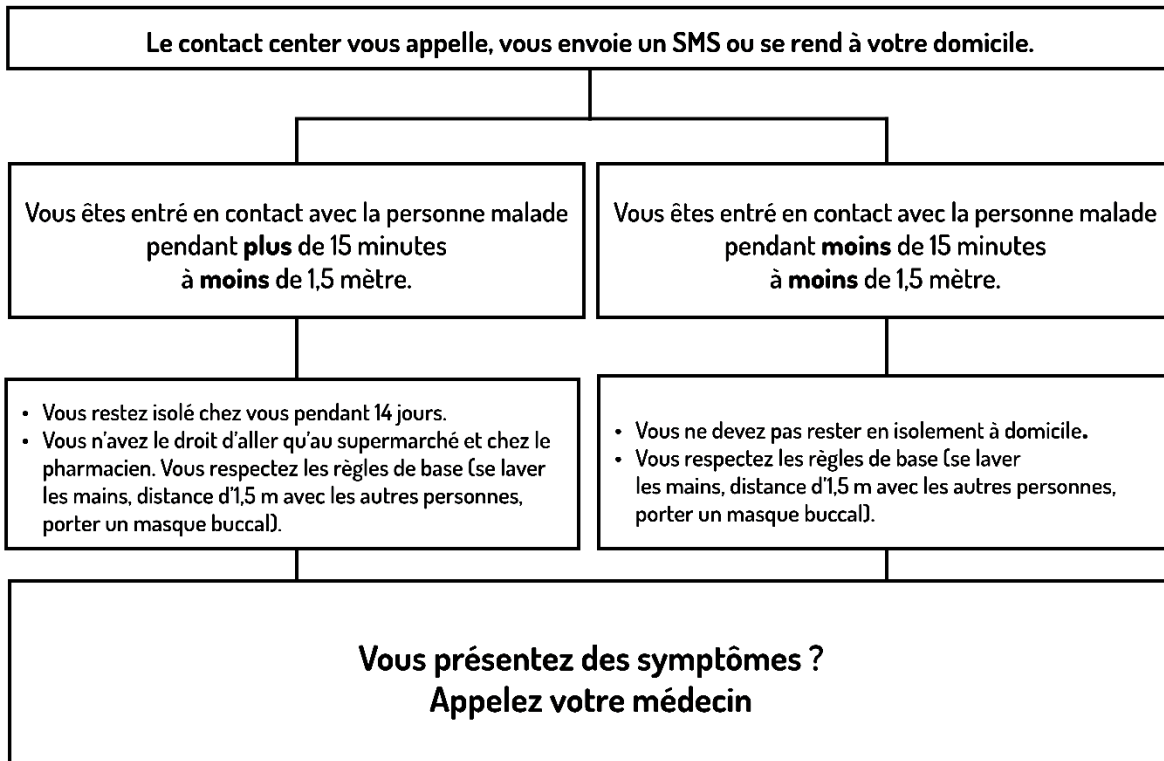 Le contact center vous appelle, vous envoie un SMS ou se rend à votre domicile.
Vous êtes entré en contact avec la personne malade
pendant plus de 15 minutes
à moins de 1,5 mètre.
Vous êtes entré en contact avec la personne malade
pendant moins de 15 minutes
à moins de 1,5 mètre.
• Vous restez isolé chez vous pendant 14 jours.
• Vous n'avez le droit d'aller qu'au supermarché et chez le
pharmacien. Vous respectez les règles de base (se laver
les mains, distance d'1,5 m avec les autres personnes,
porter un masque buccal).
• Vous ne devez pas rester en isolement à domicile.
• Vous respectez les règles de base (se laver
les mains, distance d'1,5 m avec les autres personnes,
porter un masque buccal).
Vous présentez des symptômes ?
Appelez votre médecin